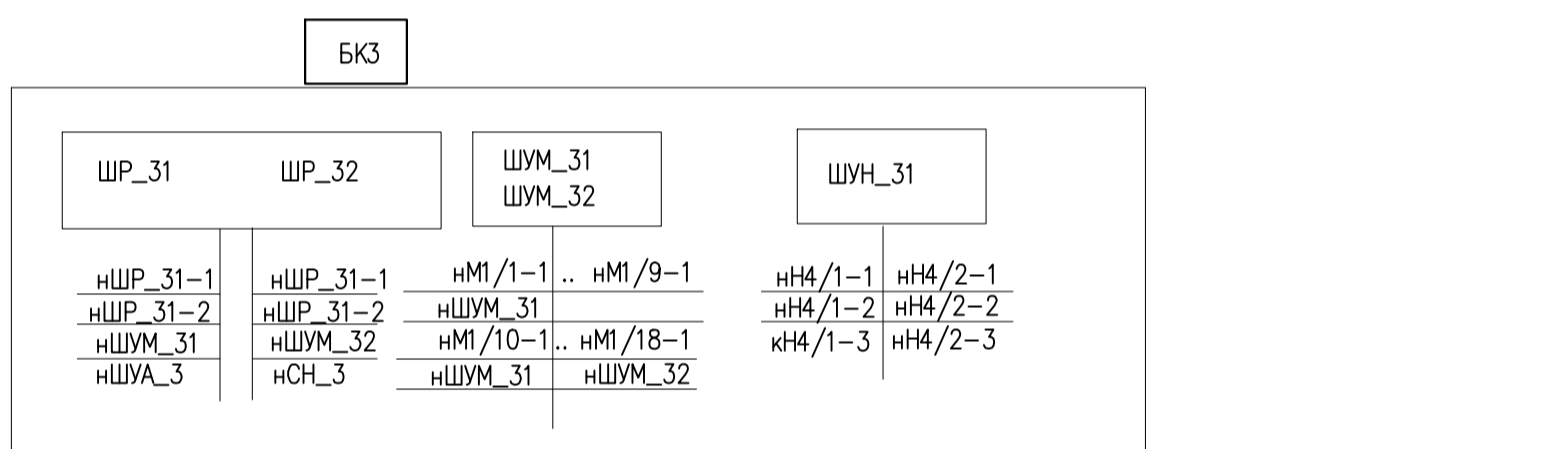 БК3
ШР_31 ШР_32
ШУМ_31
ШУМ_32
ШУН_31
нШР_31-1 нШР_31-1
нШР_31-2 нШР_31-2
нШУМ_31 нШУМ_32
нШУА_3 нСН_3
нМ1/1-1 .. нМ1/9-1
нШУМ_31
нМ1/10-1 .. нМ1/18-1
нШУМ_31 нШУМ_32
нН4/1-1 нН4/2-1
нН4/1-2 нН4/2-2
кН4/1-3 нН4/2-3